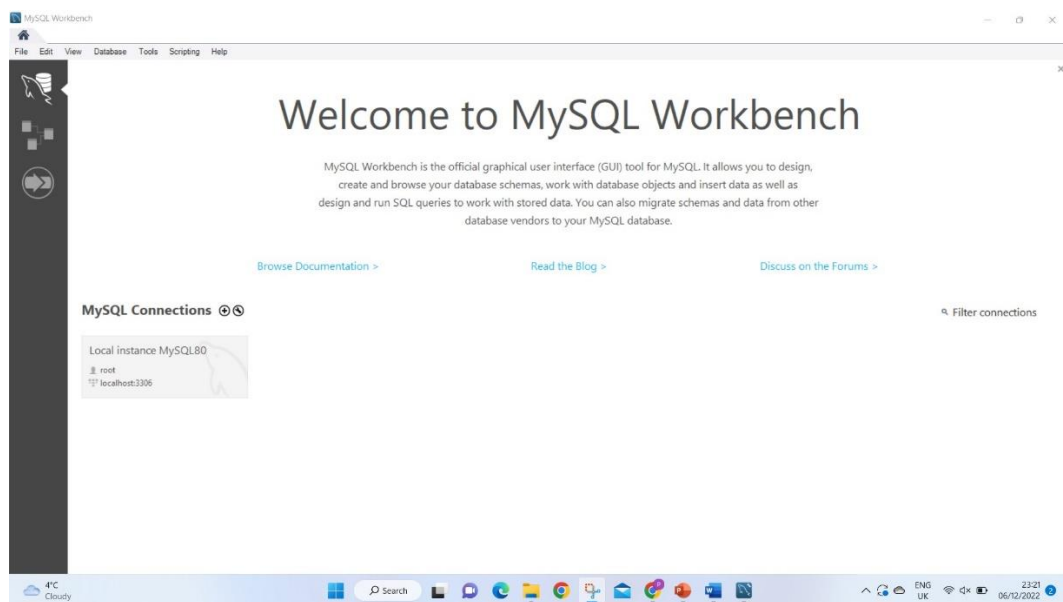 MySQL Workbench
File Edit View Database Tools Scripting Help
Welcome to MySQL Workbench
MySQL Workbench is the official graphical user interface (GUI) tool for MySQL. It allows you to design,
create and browse your database schemas, work with database objects and insert data as well as
design and run SQL queries to work with stored data. You can also migrate schemas and data from other
database vendors to your MySQL database.
Browse Documentation >
Read the Blog >
Discuss on the Forums >
MySQL Connections
Filter connections
Local instance MySQL80
root
localhost:3306
4°C
Cloudy
Search
ENG
UK
23:21
06/12/2022
2